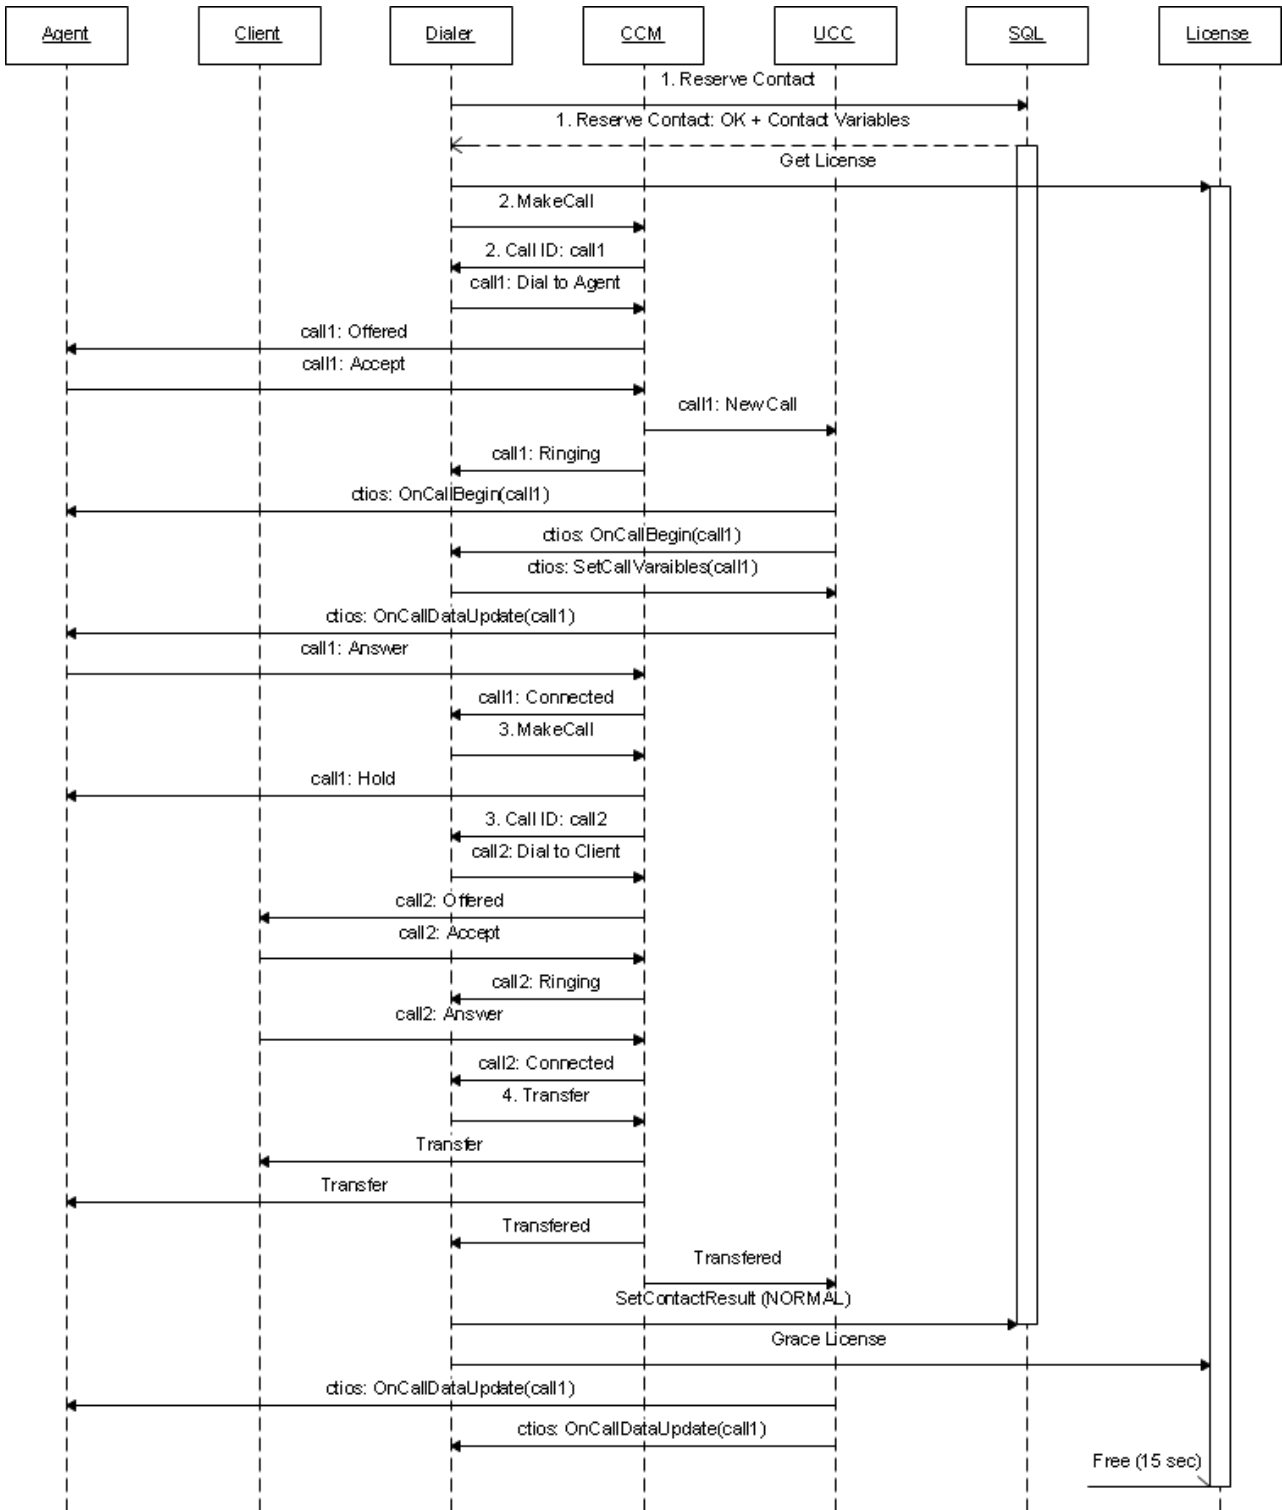 Agent
Client
Dialer
CCM
UCC
SQL
License
1. Reserve Contact
1. Reserve Contact: OK + Contact Variables
Get License
2. MakeCall
2. Call ID: call1
call1: Dial to Agent
call1: Offered
call1: Accept
call1: New Call
call1: Ringing
ctios: OnCallBegin(call1)
ctios: OnCallBegin(call1)
ctios: SetCallVaraibles(call1)
ctios: OnCallDataUpdate(call1)
call1: Answer
call1: Connected
3. MakeCall
call1: Hold
3. Call ID: call2
call2: Dial to Client
call2: Offered
call2: Accept
call2: Ringing
call2: Answer
call2: Connected
4. Transfer
Transfer
Transfer
Transfered
Transfered
SetContactResult (NORMAL)
Grace License
ctios: OnCallDataUpdate(call1)
ctios: OnCallDataUpdate(call1)
Free (15 sec)